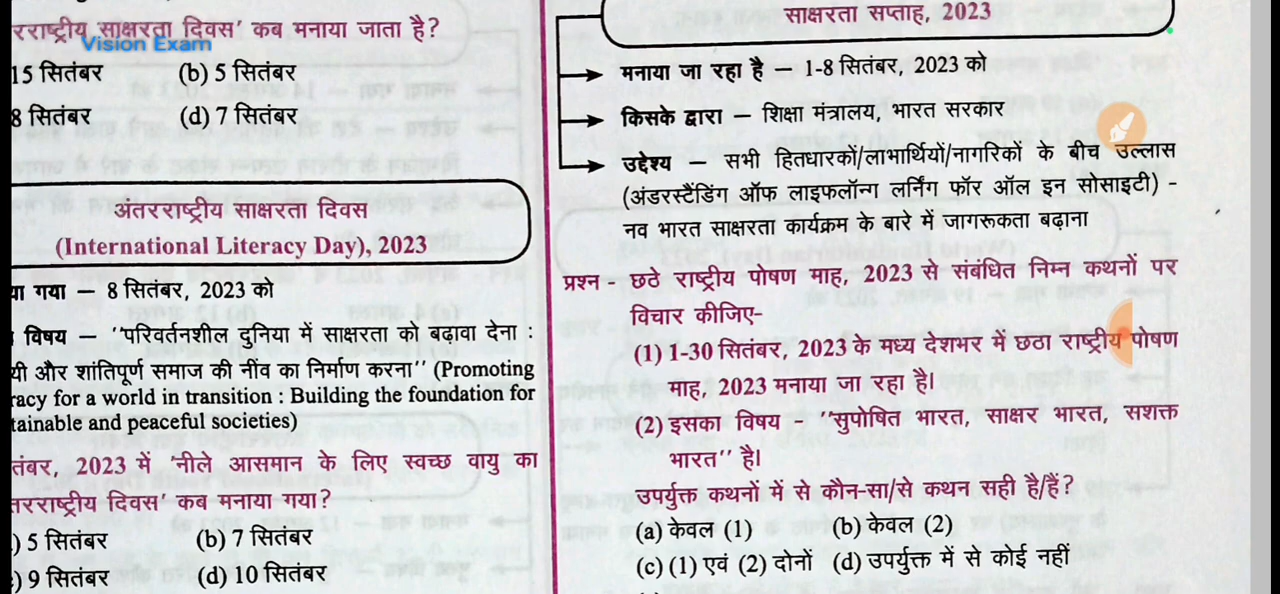 रराष्ट्रीय साक्षरता दिवस’ कब मनाया जाता है?
Vision Exam
15 सितंबर (b) 5 सितंबर
8 सितंबर (d) 7 सितंबर
अंतरराष्ट्रीय साक्षरता दिवस
(International Literacy Day), 2023
या गया – 8 सितंबर, 2023 को
विषय – ‘‘परिवर्तनशील दुनिया में साक्षरता को बढ़ावा देना :
यी और शांतिपूर्ण समाज की नींव का निर्माण करना’’ (Promoting
racy for a world in transition : Building the foundation for
tainable and peaceful societies)
तंबर, 2023 में ‘नीले आसमान के लिए स्वच्छ वायु का
तरराष्ट्रीय दिवस’ कब मनाया गया?
) 5 सितंबर (b) 7 सितंबर
) 9 सितंबर (d) 10 सितंबर
साक्षरता सप्ताह, 2023
मनाया जा रहा है – 1-8 सितंबर, 2023 को
किसके द्वारा – शिक्षा मंत्रालय, भारत सरकार
उद्देश्य – सभी हितधारकों/लाभार्थियों/नागरिकों के बीच उल्लास
(अंडरस्टैंडिंग ऑफ लाइफलॉन्ग लर्निंग फॉर ऑल इन सोसाइटी) -
नव भारत साक्षरता कार्यक्रम के बारे में जागरूकता बढ़ाना
प्रश्न - छठे राष्ट्रीय पोषण माह, 2023 से संबंधित निम्न कथनों पर
विचार कीजिए-
(1) 1-30 सितंबर, 2023 के मध्य देशभर में छठा राष्ट्रीय पोषण
माह, 2023 मनाया जा रहा है।
(2) इसका विषय – ‘‘सुपोषित भारत, साक्षर भारत, सशक्त
भारत’’ है।
उपर्युक्त कथनों में से कौन-सा/से कथन सही है/हैं?
(a) केवल (1) (b) केवल (2)
(c) (1) एवं (2) दोनों (d) उपर्युक्त में से कोई नहीं